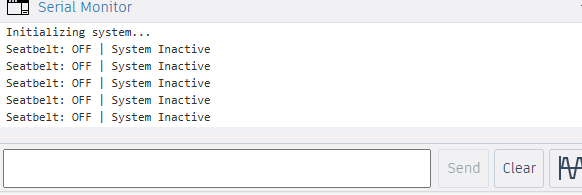 Serial Monitor
Initializing system...
Seatbelt: OFF | System Inactive
Seatbelt: OFF | System Inactive
Seatbelt: OFF | System Inactive
Seatbelt: OFF | System Inactive
Seatbelt: OFF | System Inactive
Send
Clear